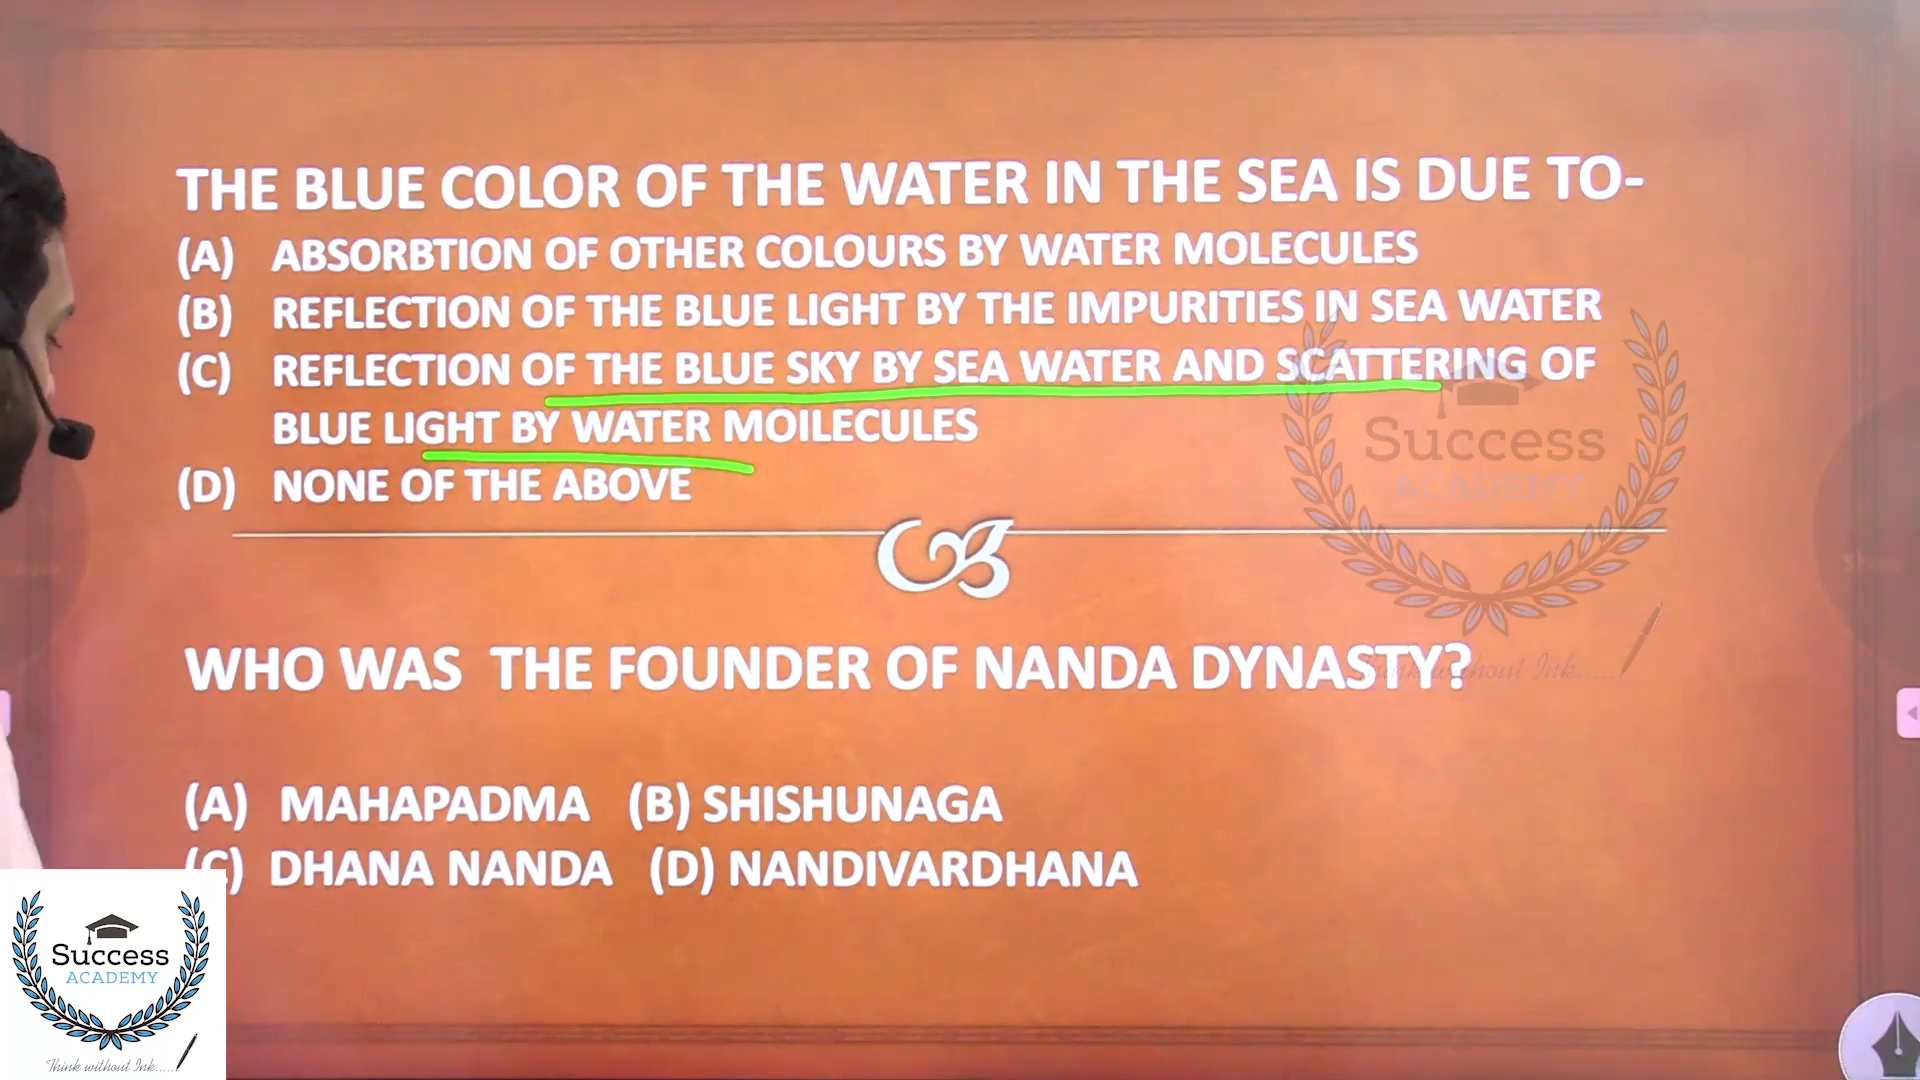 THE BLUE COLOR OF THE WATER IN THE SEA IS DUE TO-
(A) ABSORBTION OF OTHER COLOURS BY WATER MOLECULES
(B) REFLECTION OF THE BLUE LIGHT BY THE IMPURITIES IN SEA WATER
(C) REFLECTION OF THE BLUE SKY BY SEA WATER AND SCATTERING OF
BLUE LIGHT BY WATER MOILECULES
(D) NONE OF THE ABOVE
Success
ACADEMY
Think without Ink.....
WHO WAS THE FOUNDER OF NANDA DYNASTY?
(A) MAHAPADMA (B) SHISHUNAGA
(C) DHANA NANDA (D) NANDIVARDHANA
Success
ACADEMY
Think without Ink.....